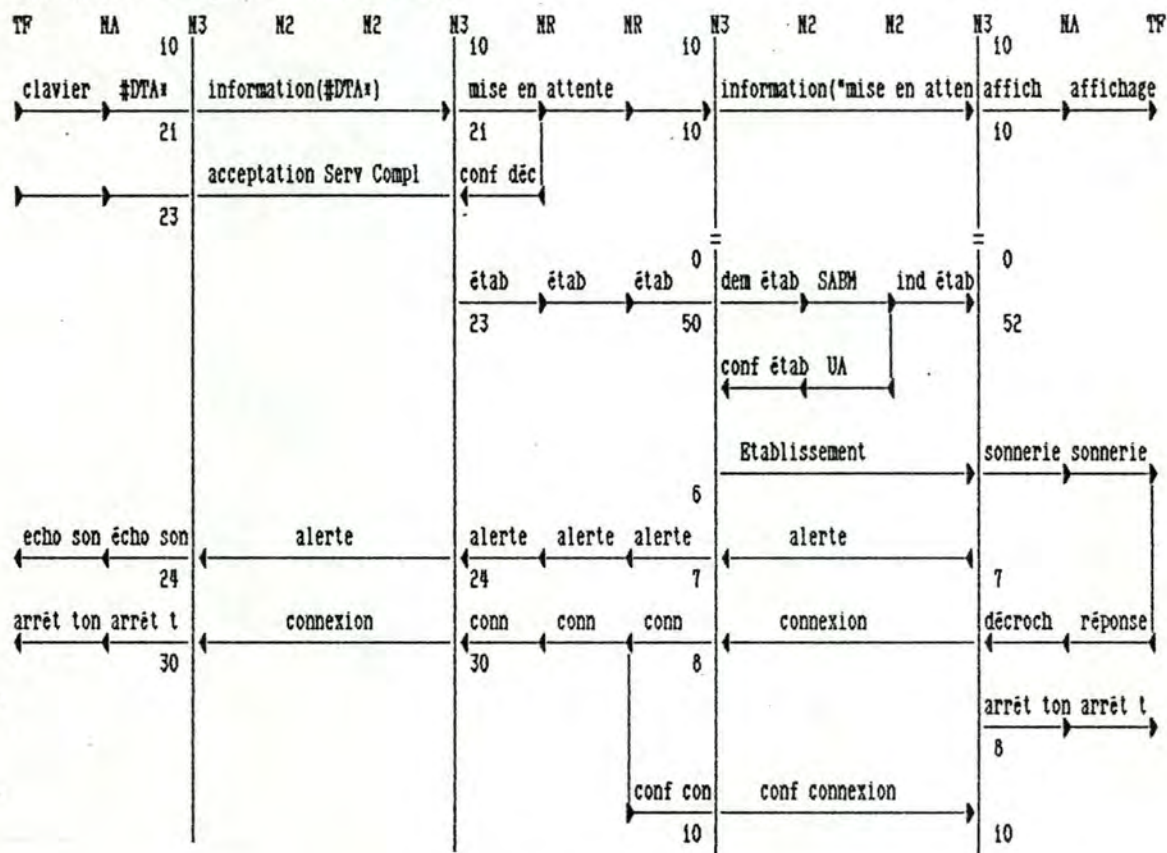 TF NA N3 N2 N2 N3 NR NR N3 N2 N2 N3 NA TF
10 10 10 10
clavier #DTA* information(#DTA*) mise en attente information("mise en atten affich affichage
21 21 10 10
acceptation Serv Compl conf déc
23
= =
0 0
étab étab étab dem étab SABM ind étab
23 50 52
conf étab UA
Etablissement sonnerie sonnerie
6
echo son écho son alerte alerte alerte alerte alerte
24 24 7 7
arrêt ton arrêt t connexion conn conn conn connexion décroch réponse
30 30 8
arrêt ton arrêt t
8
conf con conf connexion
10 10